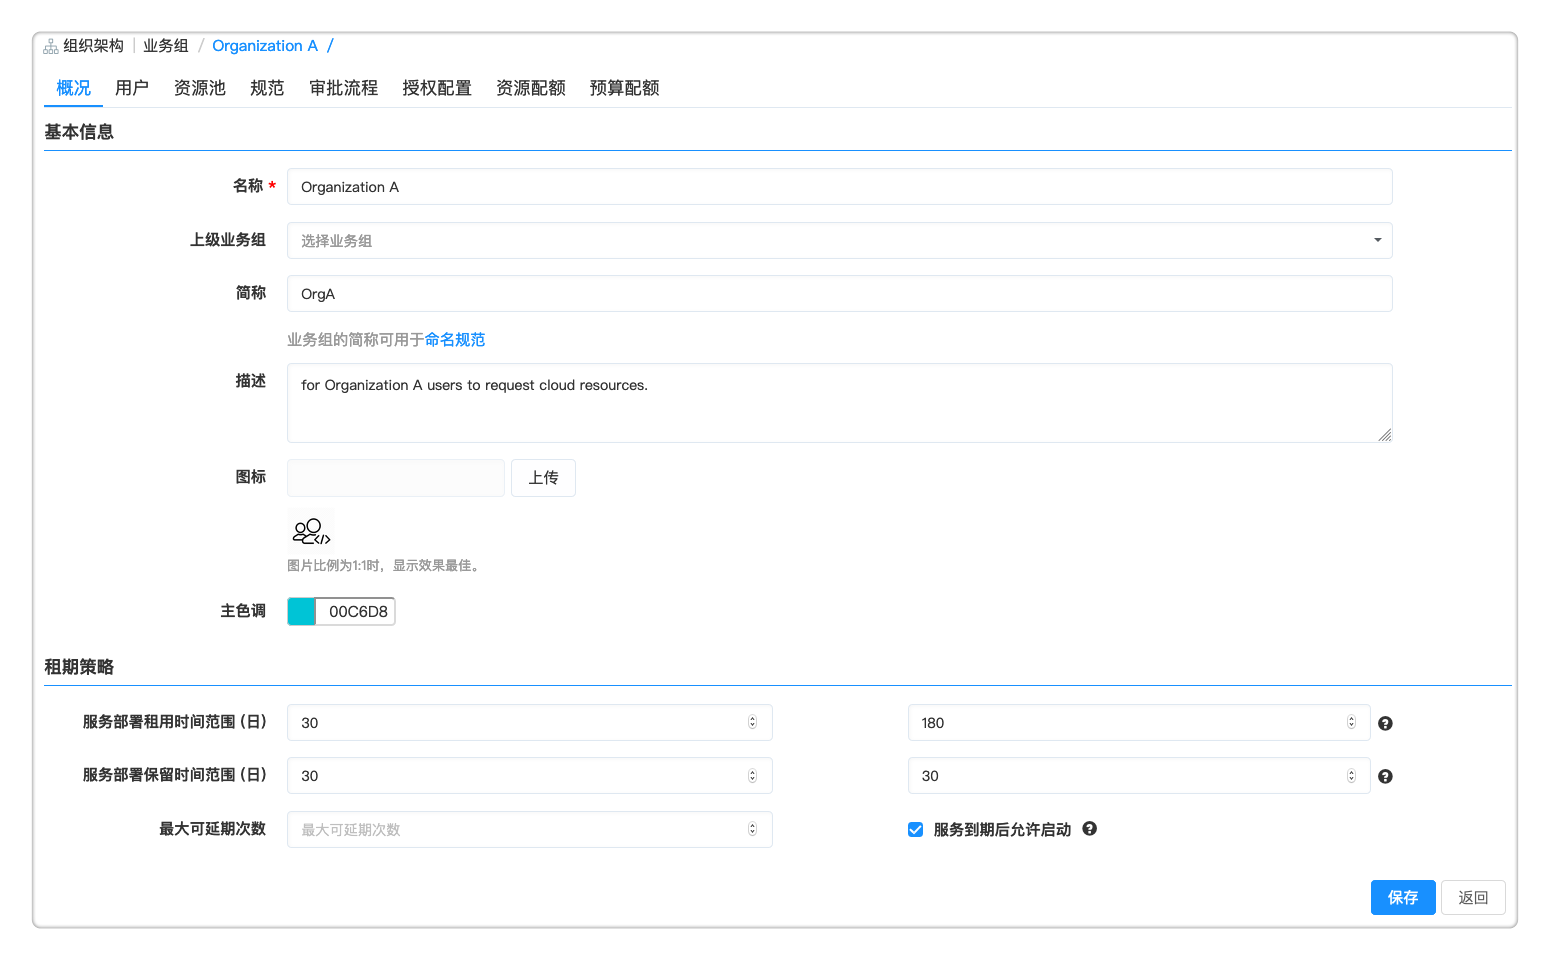 组织架构 | 业务组 / Organization A /
概况 用户 资源池 规范 审批流程 授权配置 资源配额 预算配额
基本信息
名称 * Organization A
上级业务组 选择业务组
简称 OrgA
业务组的简称可用于命名规范
描述 for Organization A users to request cloud resources.
图标 上传
图片比例为1:1时，显示效果最佳。
主色调 00C6D8
租期策略
服务部署租用时间范围 (日) 30 180
服务部署保留时间范围 (日) 30 30
最大可延期次数 最大可延期次数 服务到期后允许启动
保存 返回